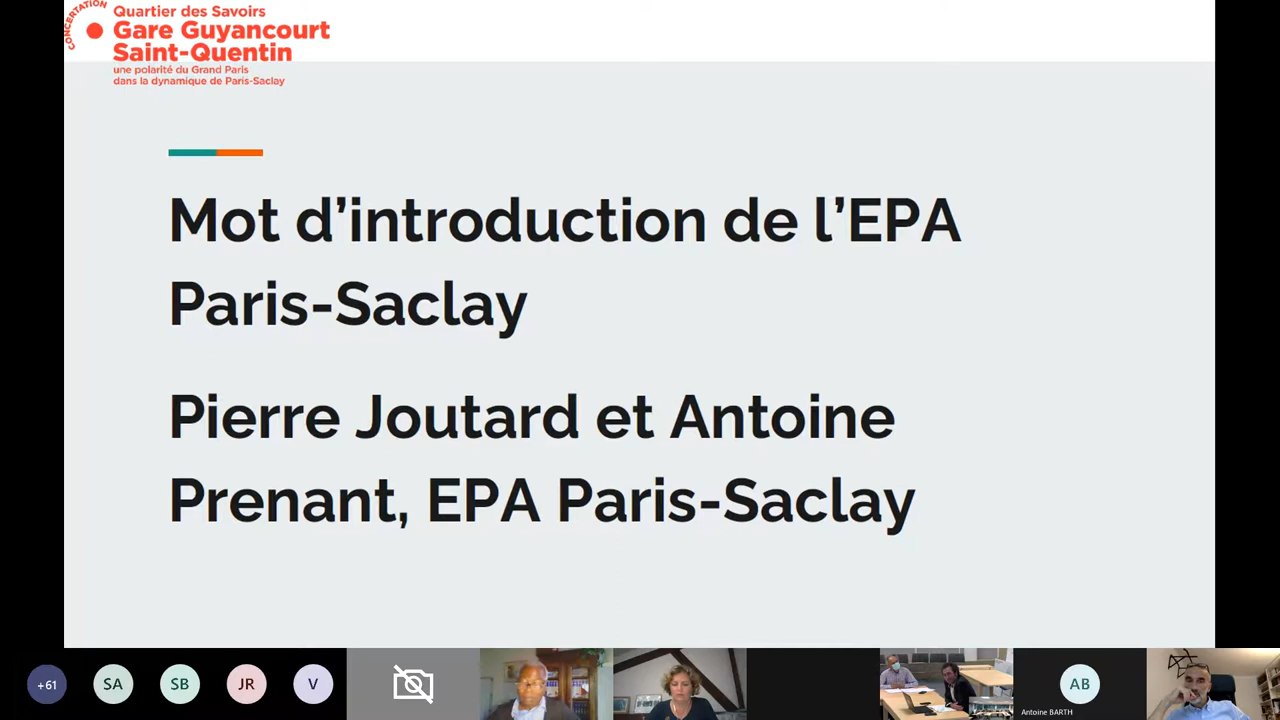 CONCERTATION
Quartier des Savoirs
Gare Guyancourt
Saint-Quentin
une polarité du Grand Paris
dans la dynamique de Paris-Saclay
Mot d’introduction de l’EPA
Paris-Saclay
Pierre Joutard et Antoine
Prenant, EPA Paris-Saclay
+61
SA
SB
JR
V
AB
Antoine BARTH